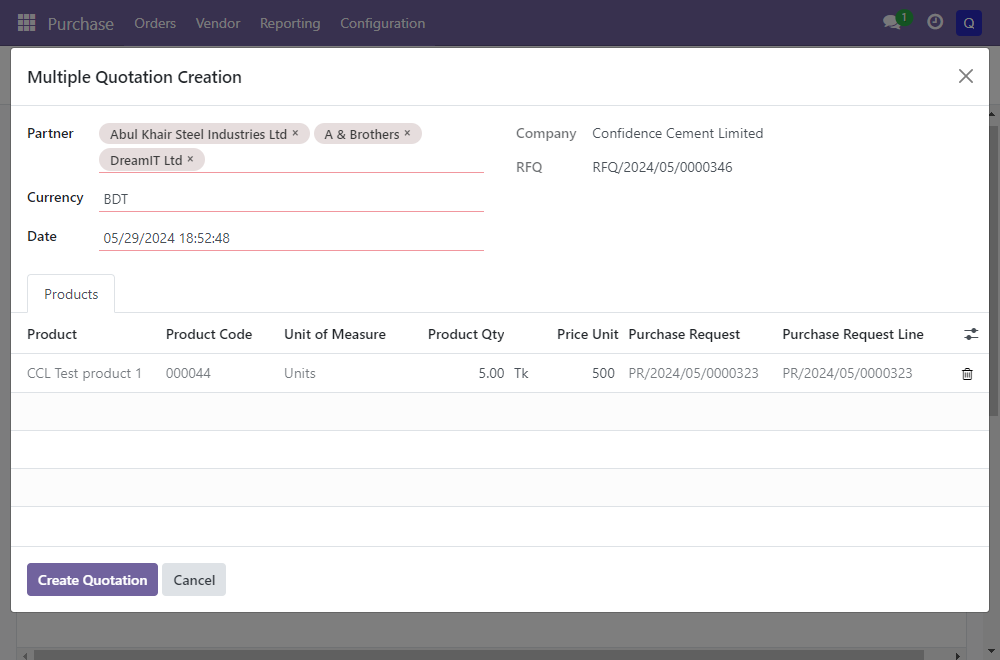 Purchase Orders Vendor Reporting Configuration 1 Q
Multiple Quotation Creation
Partner Abul Khair Steel Industries Ltd × A & Brothers × Company Confidence Cement Limited
DreamIT Ltd × RFQ RFQ/2024/05/0000346
Currency BDT
Date 05/29/2024 18:52:48
Products
Product Product Code Unit of Measure Product Qty Price Unit Purchase Request Purchase Request Line
CCL Test product 1 000044 Units 5.00 Tk 500 PR/2024/05/0000323 PR/2024/05/0000323
Create Quotation Cancel